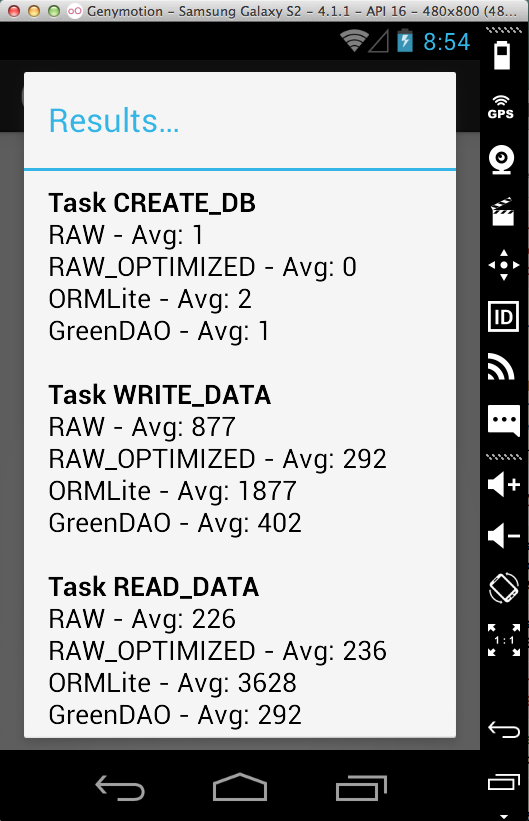 Genymotion - Samsung Galaxy S2 - 4.1.1 - API 16 - 480x800 (48...
8:54
GPS
Results...
Task CREATE_DB
RAW - Avg: 1
RAW_OPTIMIZED - Avg: 0
ORMLite - Avg: 2
GreenDAO - Avg: 1
Task WRITE_DATA
RAW - Avg: 877
RAW_OPTIMIZED - Avg: 292
ORMLite - Avg: 1877
GreenDAO - Avg: 402
Task READ_DATA
RAW - Avg: 226
RAW_OPTIMIZED - Avg: 236
ORMLite - Avg: 3628
GreenDAO - Avg: 292
ID
1:1